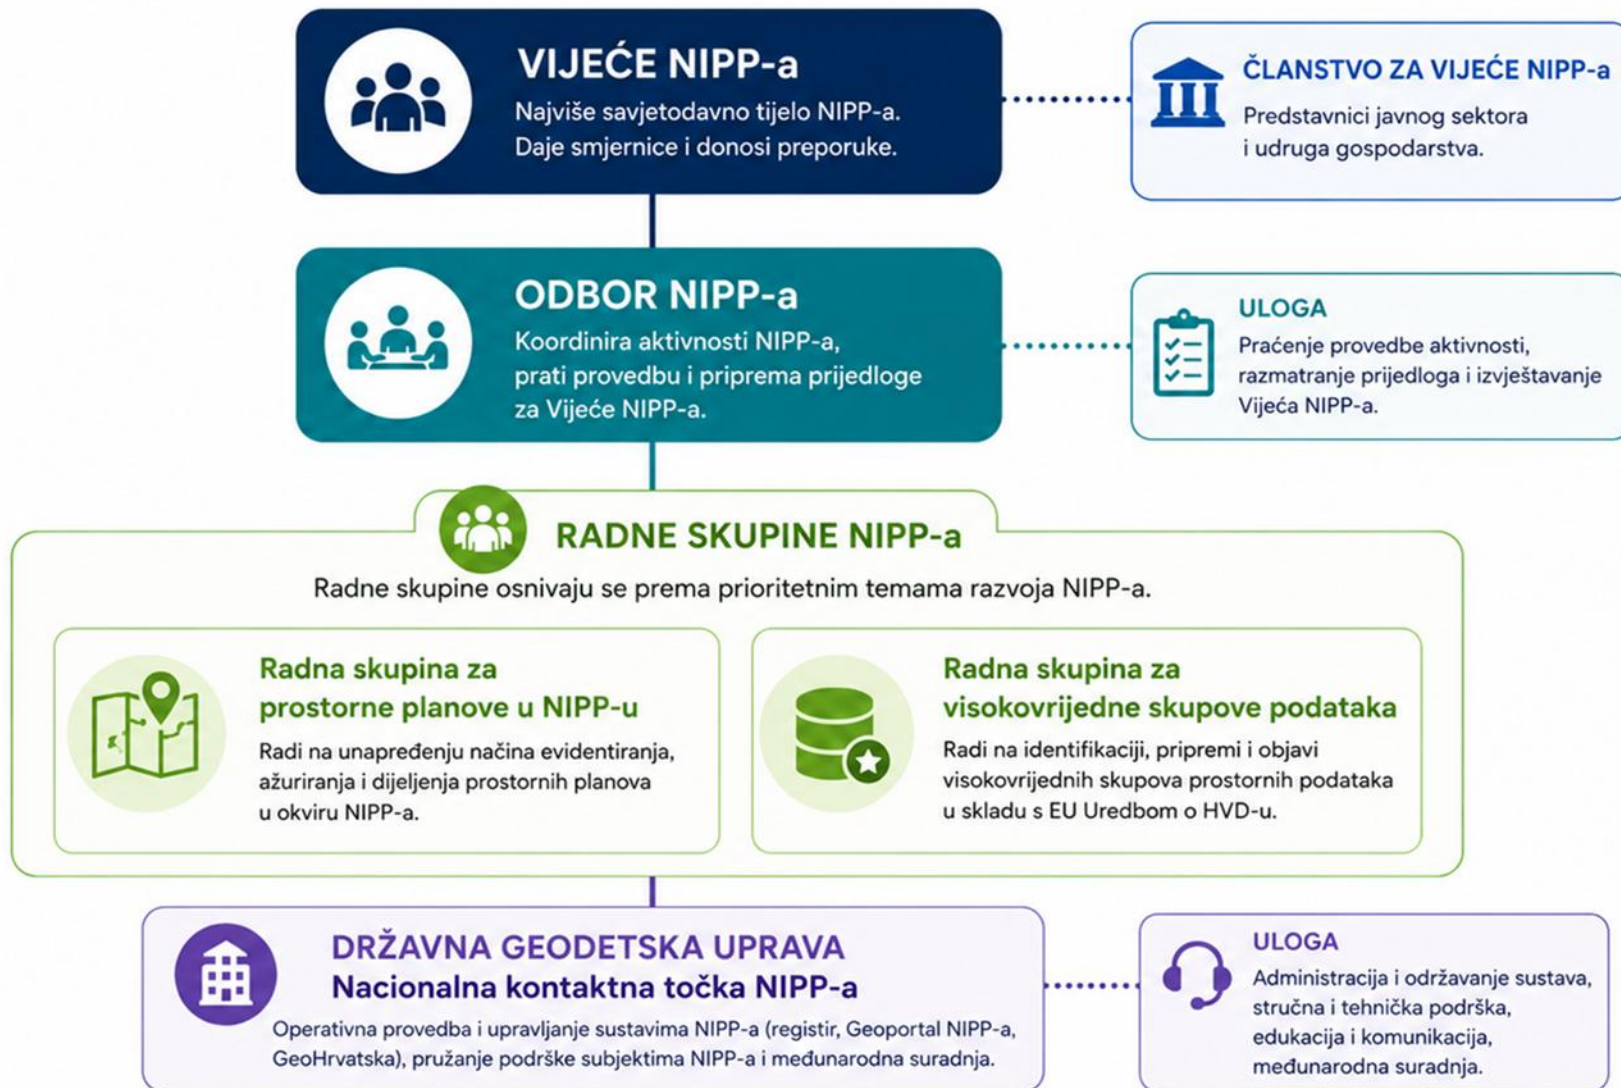 VIJEĆE NIPP-a
Najviše savjetodavno tijelo NIPP-a.
Daje smjernice i donosi preporuke.
ČLANSTVO ZA VIJEĆE NIPP-a
Predstavnici javnog sektora
i udruga gospodarstva.
ODBOR NIPP-a
Koordinira aktivnosti NIPP-a,
prati provedbu i priprema prijedloge
za Vijeće NIPP-a.
ULOGA
Praćenje provedbe aktivnosti,
razmatranje prijedloga i izvještavanje
Vijeća NIPP-a.
RADNE SKUPINE NIPP-a
Radne skupine osnivaju se prema prioritetnim temama razvoja NIPP-a.
Radna skupina za
prostorne planove u NIPP-u
Radi na unapređenju načina evidentiranja,
ažuriranja i dijeljenja prostornih planova
u okviru NIPP-a.
Radna skupina za
visokovrijedne skupove podataka
Radi na identifikaciji, pripremi i objavi
visokovrijednih skupova prostornih podataka
u skladu s EU Uredbom o HVD-u.
DRŽAVNA GEODETSKA UPRAVA
Nacionalna kontaktna točka NIPP-a
Operativna provedba i upravljanje sustavima NIPP-a (registir, Geoportal NIPP-a,
GeoHrvatska), pružanje podrške subjektima NIPP-a i međunarodna suradnja.
ULOGA
Administracija i održavanje sustava,
stručna i tehnička podrška,
edukacija i komunikacija,
međunarodna suradnja.